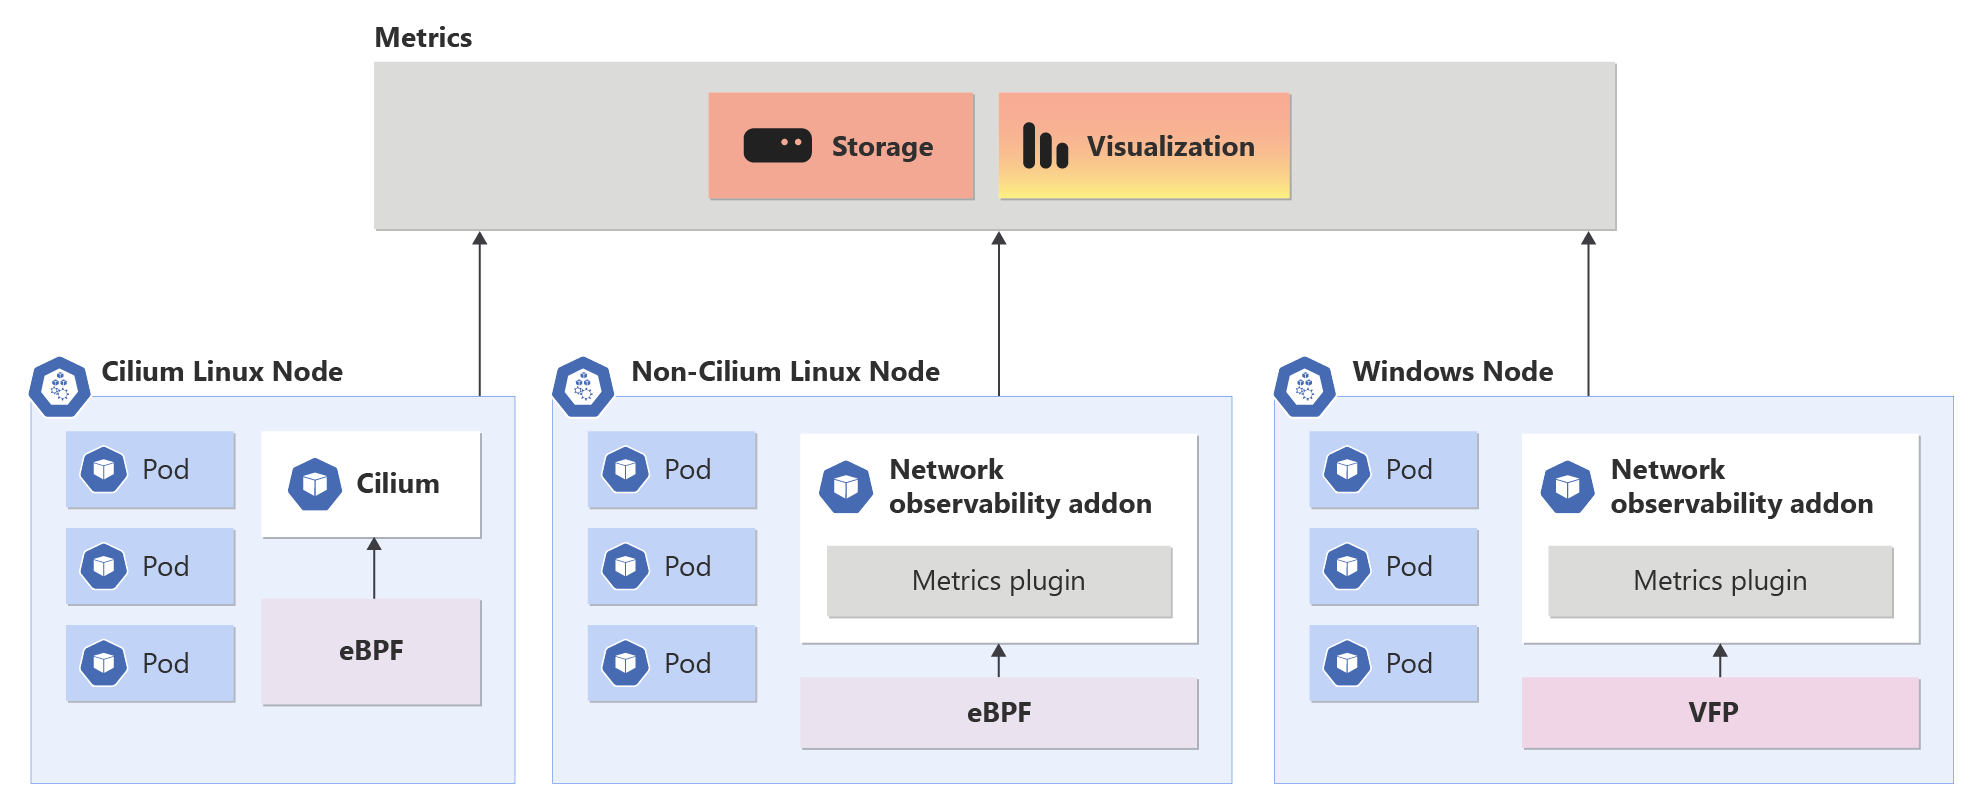 Metrics
Storage
Visualization
Cilium Linux Node
Pod
Pod
Pod
Cilium
eBPF
Non-Cilium Linux Node
Pod
Pod
Pod
Network
observability addon
Metrics plugin
eBPF
Windows Node
Pod
Pod
Pod
Network
observability addon
Metrics plugin
VFP